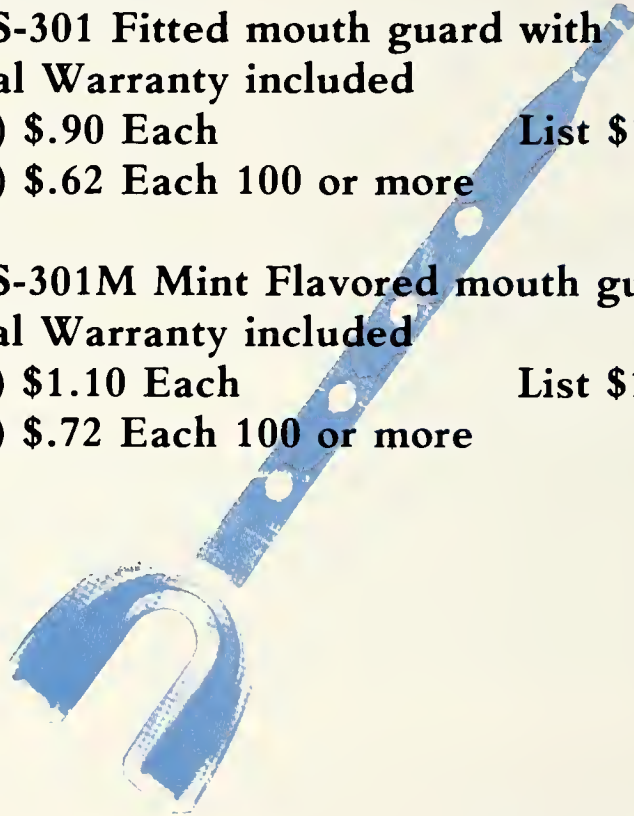 S-301 Fitted mouth guard with
al Warranty included
) $.90 Each List $
) $.62 Each 100 or more
S-301M Mint Flavored mouth gu
al Warranty included
) $1.10 Each List $1
) $.72 Each 100 or more